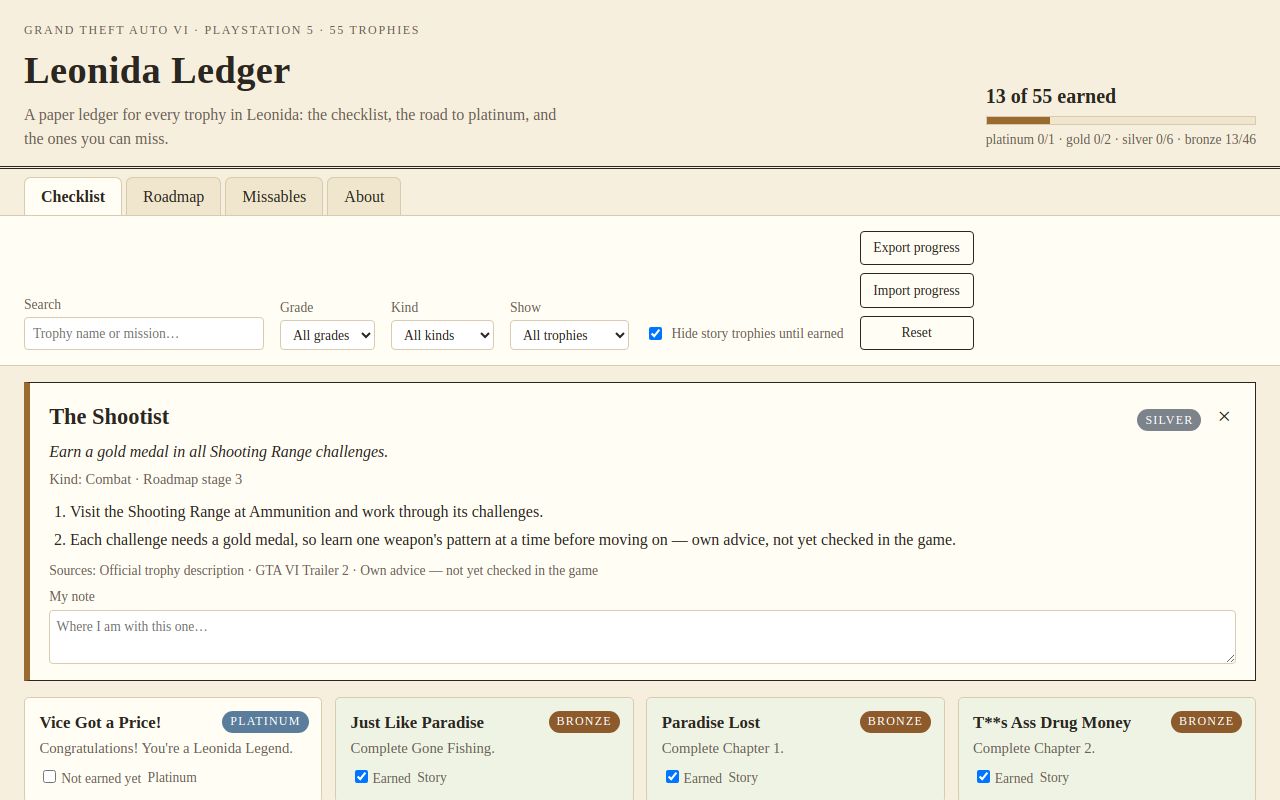 GRAND THEFT AUTO VI · PLAYSTATION 5 · 55 TROPHIES
Leonida Ledger
A paper ledger for every trophy in Leonida: the checklist, the road to platinum, and
the ones you can miss.
13 of 55 earned
platinum 0/1 · gold 0/2 · silver 0/6 · bronze 13/46
Checklist
Roadmap
Missables
About
Search
Trophy name or mission…
Grade
All grades
Kind
All kinds
Show
All trophies
Hide story trophies until earned
Export progress
Import progress
Reset
The Shootist
SILVER
×
Earn a gold medal in all Shooting Range challenges.
Kind: Combat · Roadmap stage 3
1. Visit the Shooting Range at Ammunition and work through its challenges.
2. Each challenge needs a gold medal, so learn one weapon's pattern at a time before moving on — own advice, not yet checked in the game.
Sources: Official trophy description · GTA VI Trailer 2 · Own advice — not yet checked in the game
My note
Where I am with this one…
Vice Got a Price!
PLATINUM
Congratulations! You're a Leonida Legend.
Not earned yet Platinum
Just Like Paradise
BRONZE
Complete Gone Fishing.
Earned Story
Paradise Lost
BRONZE
Complete Chapter 1.
Earned Story
T**s Ass Drug Money
BRONZE
Complete Chapter 2.
Earned Story